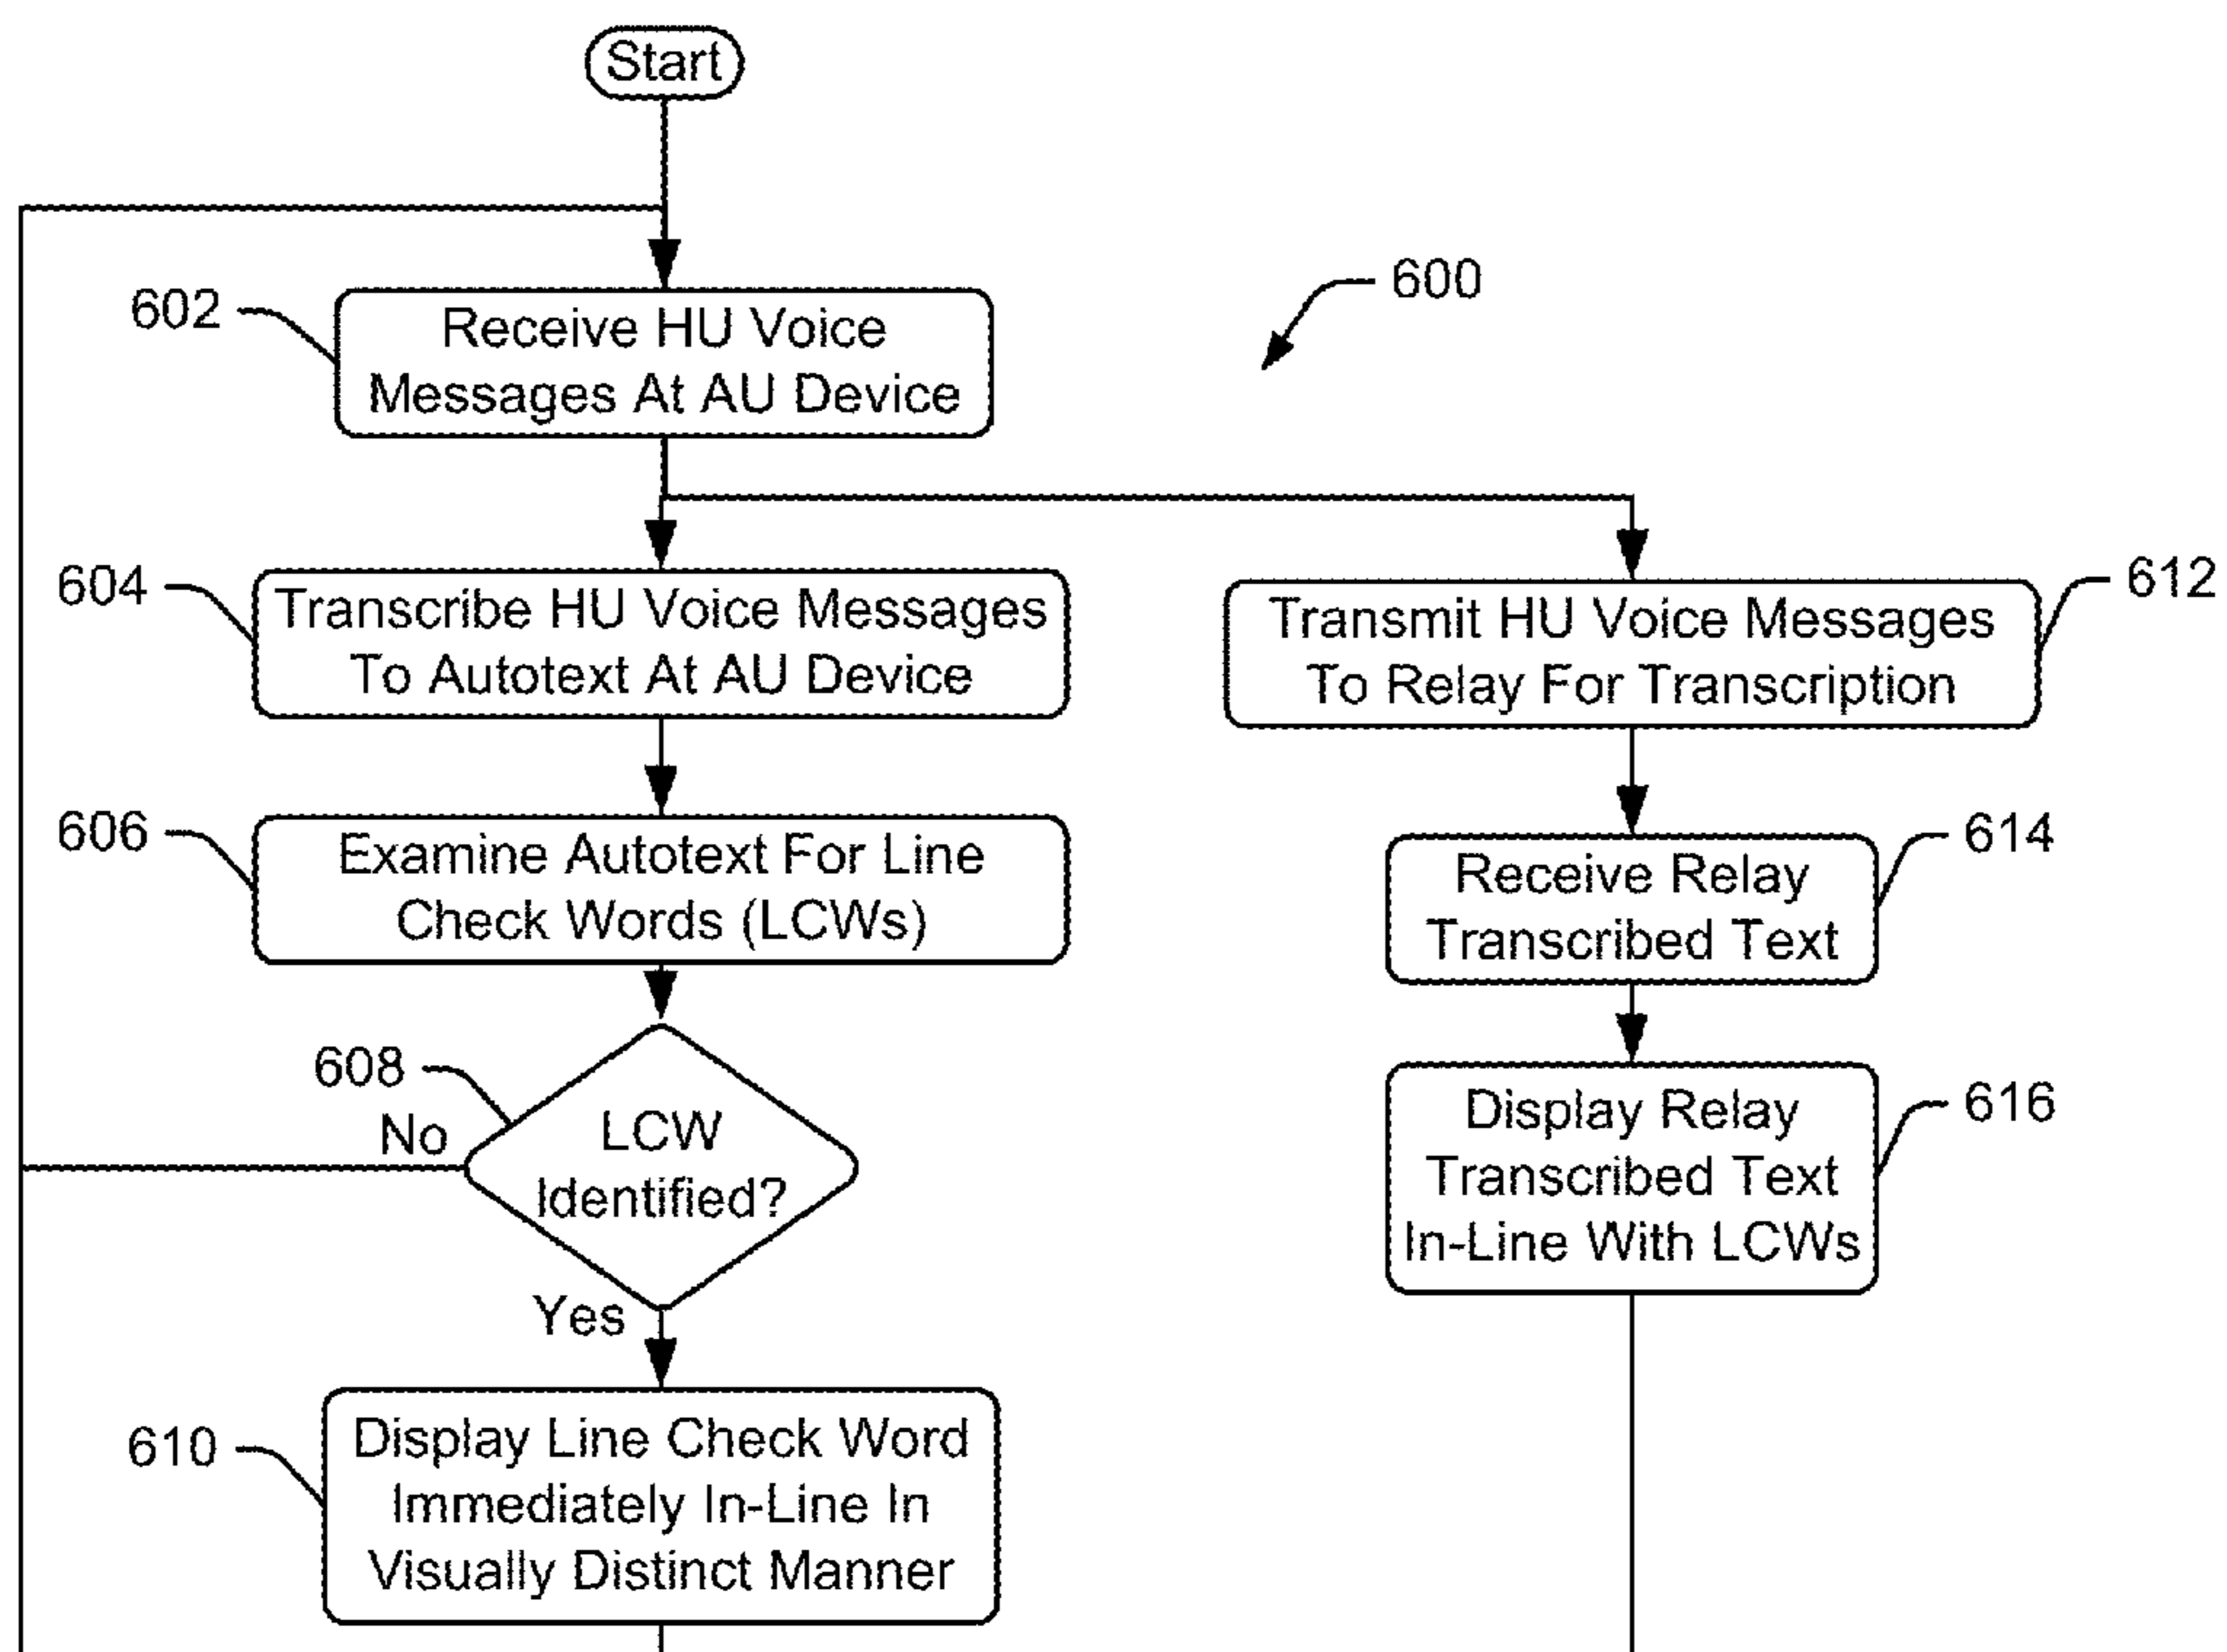 Start
600
602
Receive HU Voice
Messages At AU Device
604
Transcribe HU Voice Messages
To Autotext At AU Device
612
Transmit HU Voice Messages
To Relay For Transcription
606
Examine Autotext For Line
Check Words (LCWs)
614
Receive Relay
Transcribed Text
608
No
LCW
Identified?
Yes
616
Display Relay
Transcribed Text
In-Line With LCWs
610
Display Line Check Word
Immediately In-Line In
Visually Distinct Manner